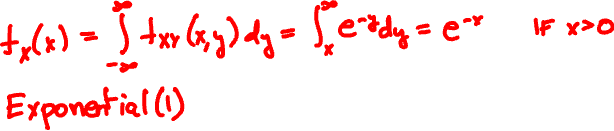 f_X(x) = ∫_{-∞}^{∞} f_{XY}(x,y) dy = ∫_x^∞ e^{-y} dy = e^{-x} IF x>0
Exponential(1)